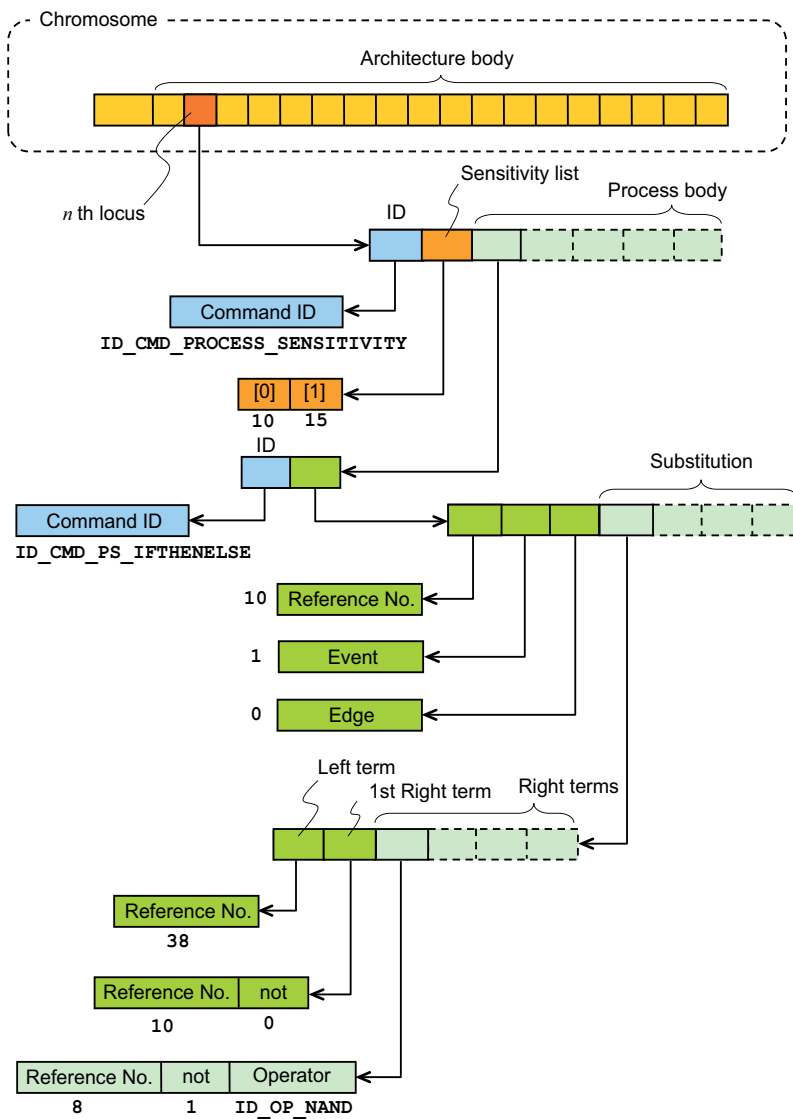 Chromosome
Architecture body
n th locus
Sensitivity list
ID
Process body
Command ID
ID_CMD_PROCESS_SENSITIVITY
[0] [1]
10 15
ID
Substitution
Command ID
ID_CMD_PS_IFTHENELSE
10 Reference No.
1 Event
0 Edge
Left term
1st Right term
Right terms
Reference No.
38
Reference No. not
10 0
Reference No. not Operator
8 1 ID_OP_NAND